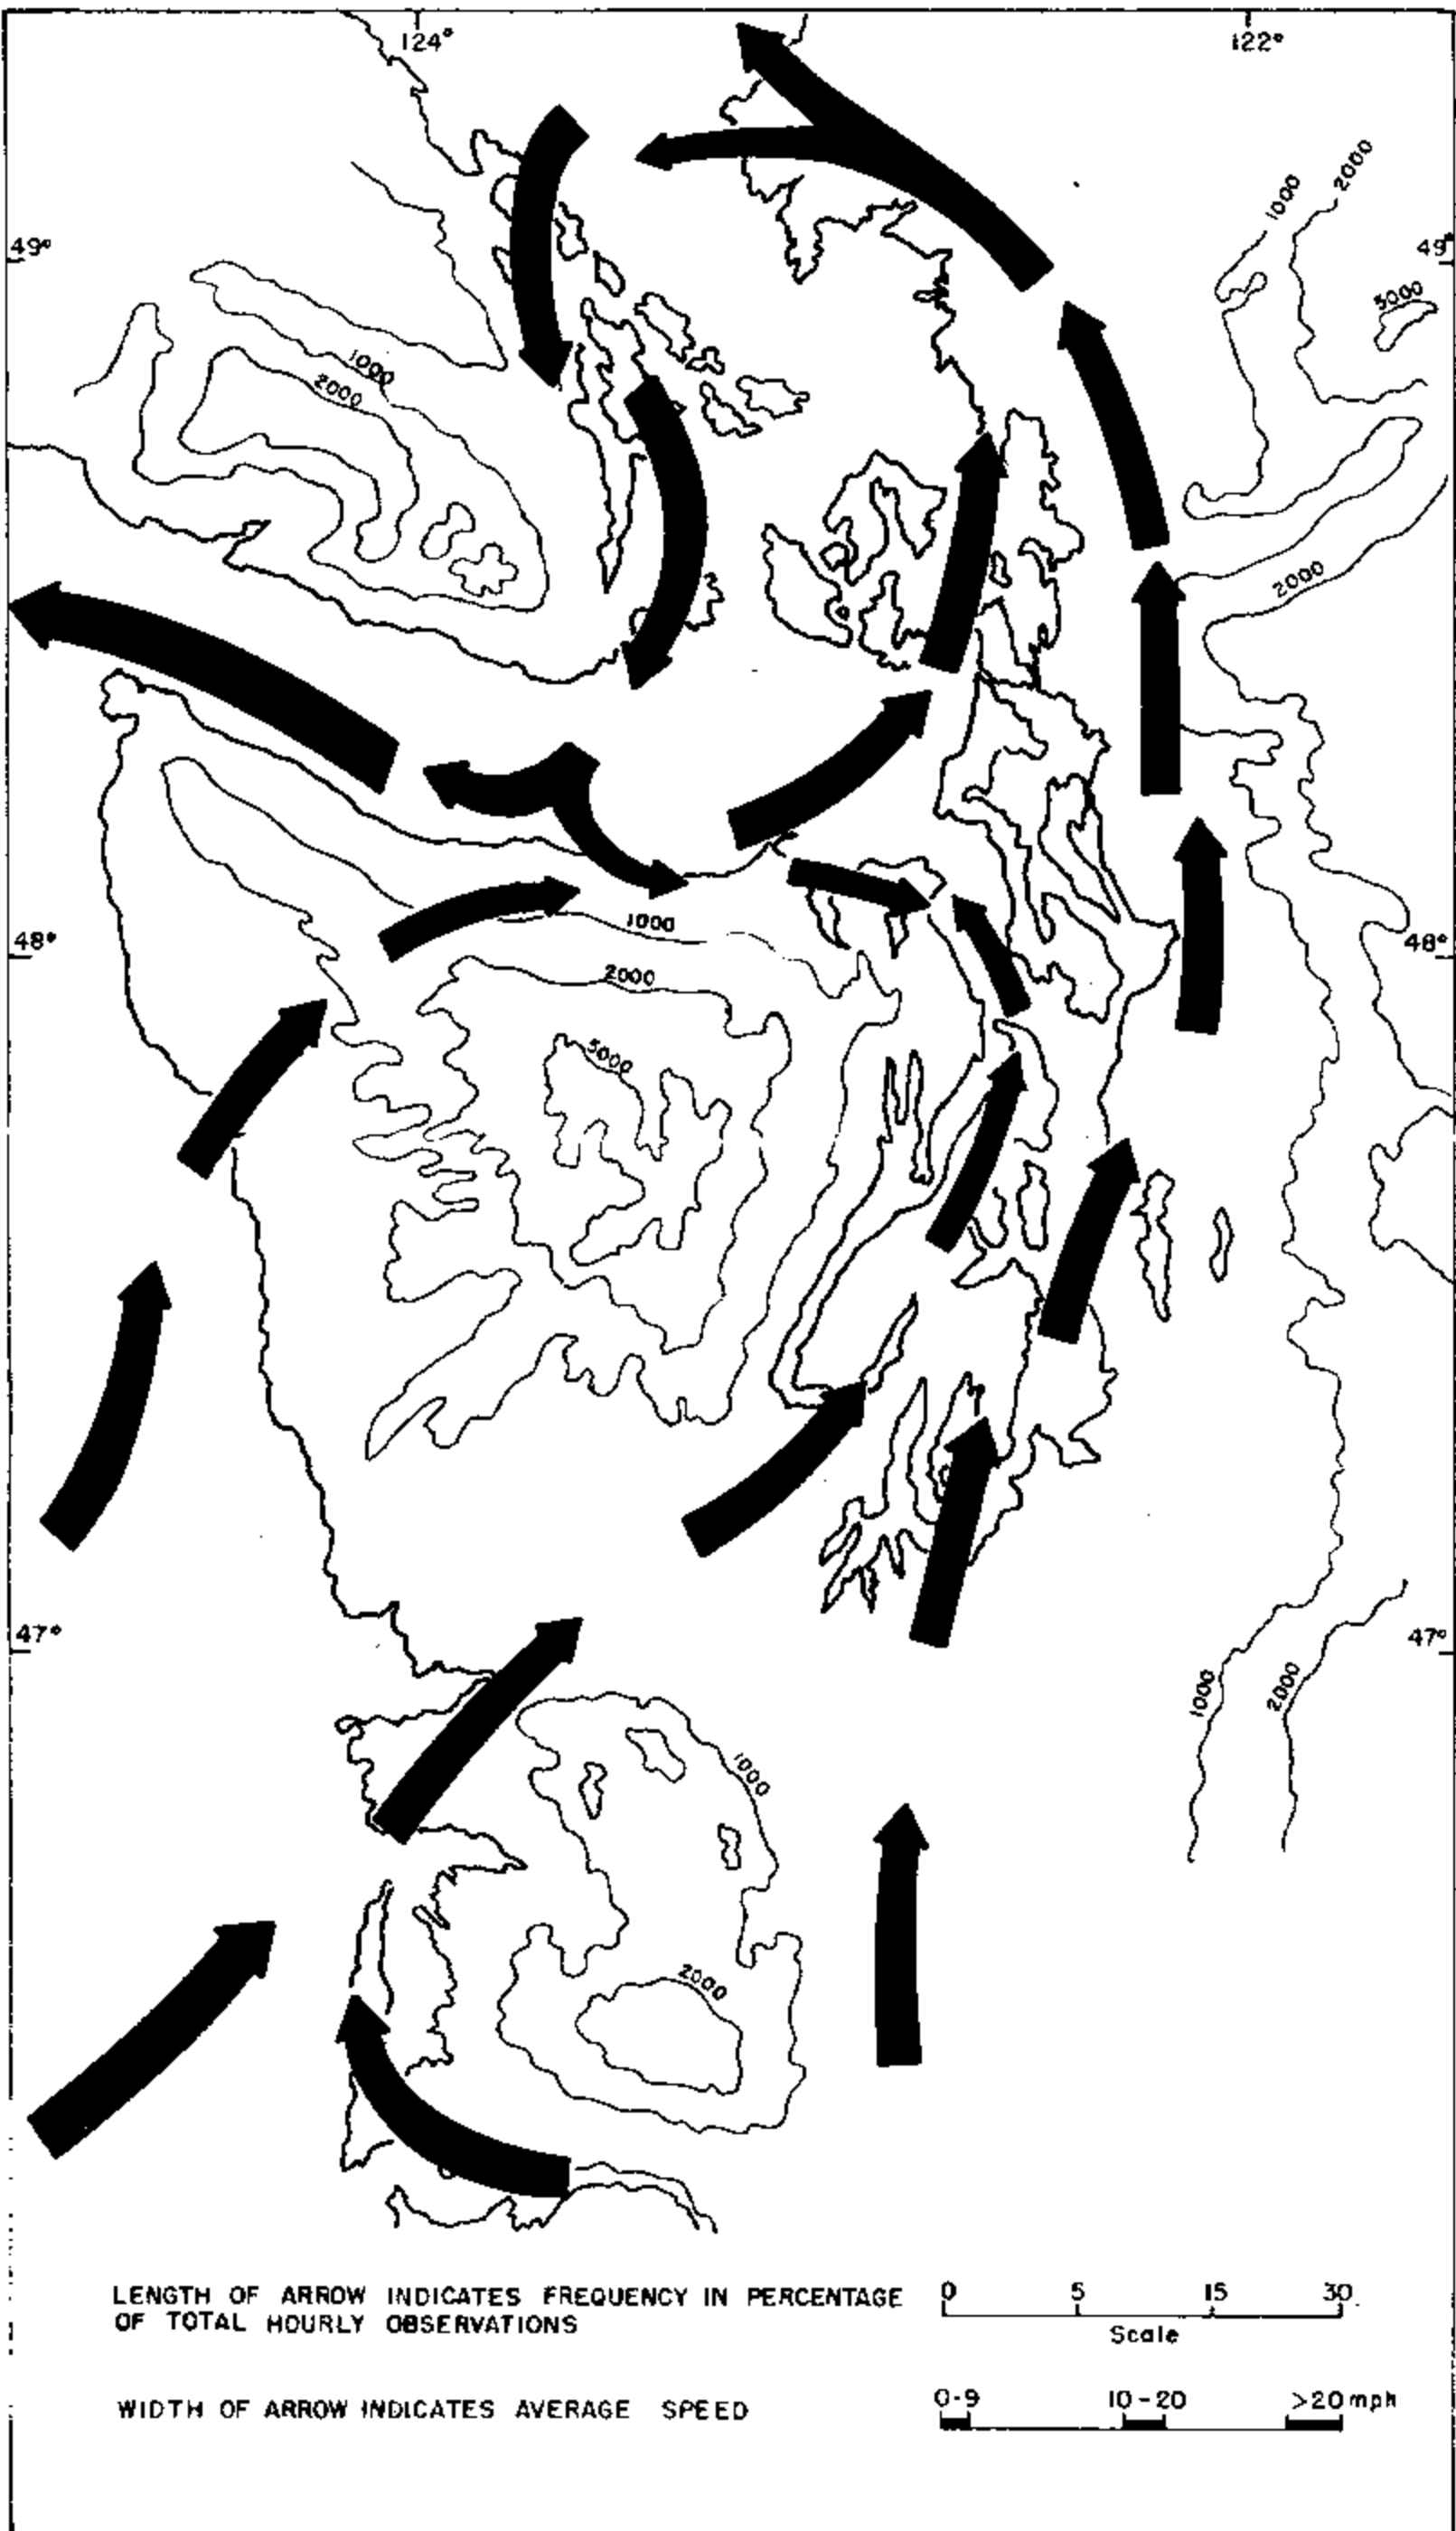 124° 122°
2000
1000
49° 49°
5000
1000
2000
2000
1000
48° 48°
2000
5000
47° 47°
1000 2000
1000
2000
LENGTH OF ARROW INDICATES FREQUENCY IN PERCENTAGE
OF TOTAL HOURLY OBSERVATIONS
0 5 15 30
Scale
WIDTH OF ARROW INDICATES AVERAGE SPEED
0-9 10-20 >20 mph